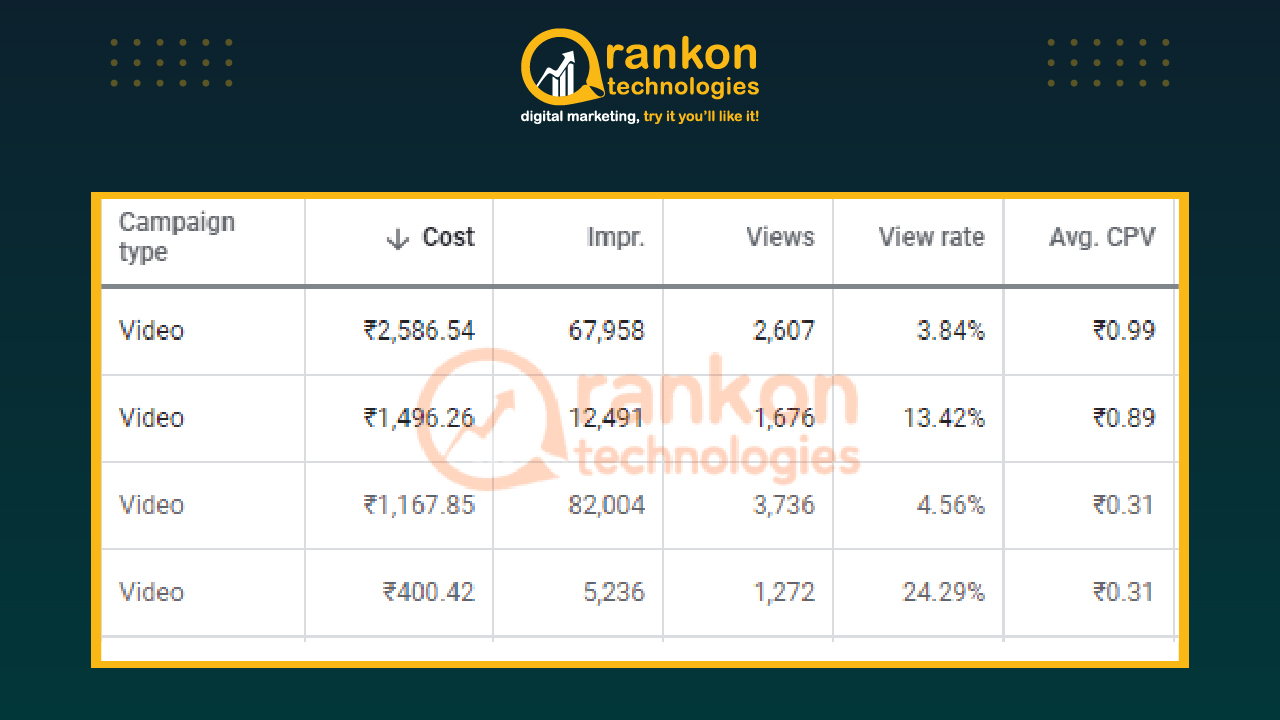 rankon
technologies
digital marketing, try it you'll like it!
Campaign type ↓ Cost Impr. Views View rate Avg. CPV
Video ₹2,586.54 67,958 2,607 3.84% ₹0.99
Video ₹1,496.26 12,491 1,676 13.42% ₹0.89
rankon
technologies
Video ₹1,167.85 82,004 3,736 4.56% ₹0.31
Video ₹400.42 5,236 1,272 24.29% ₹0.31